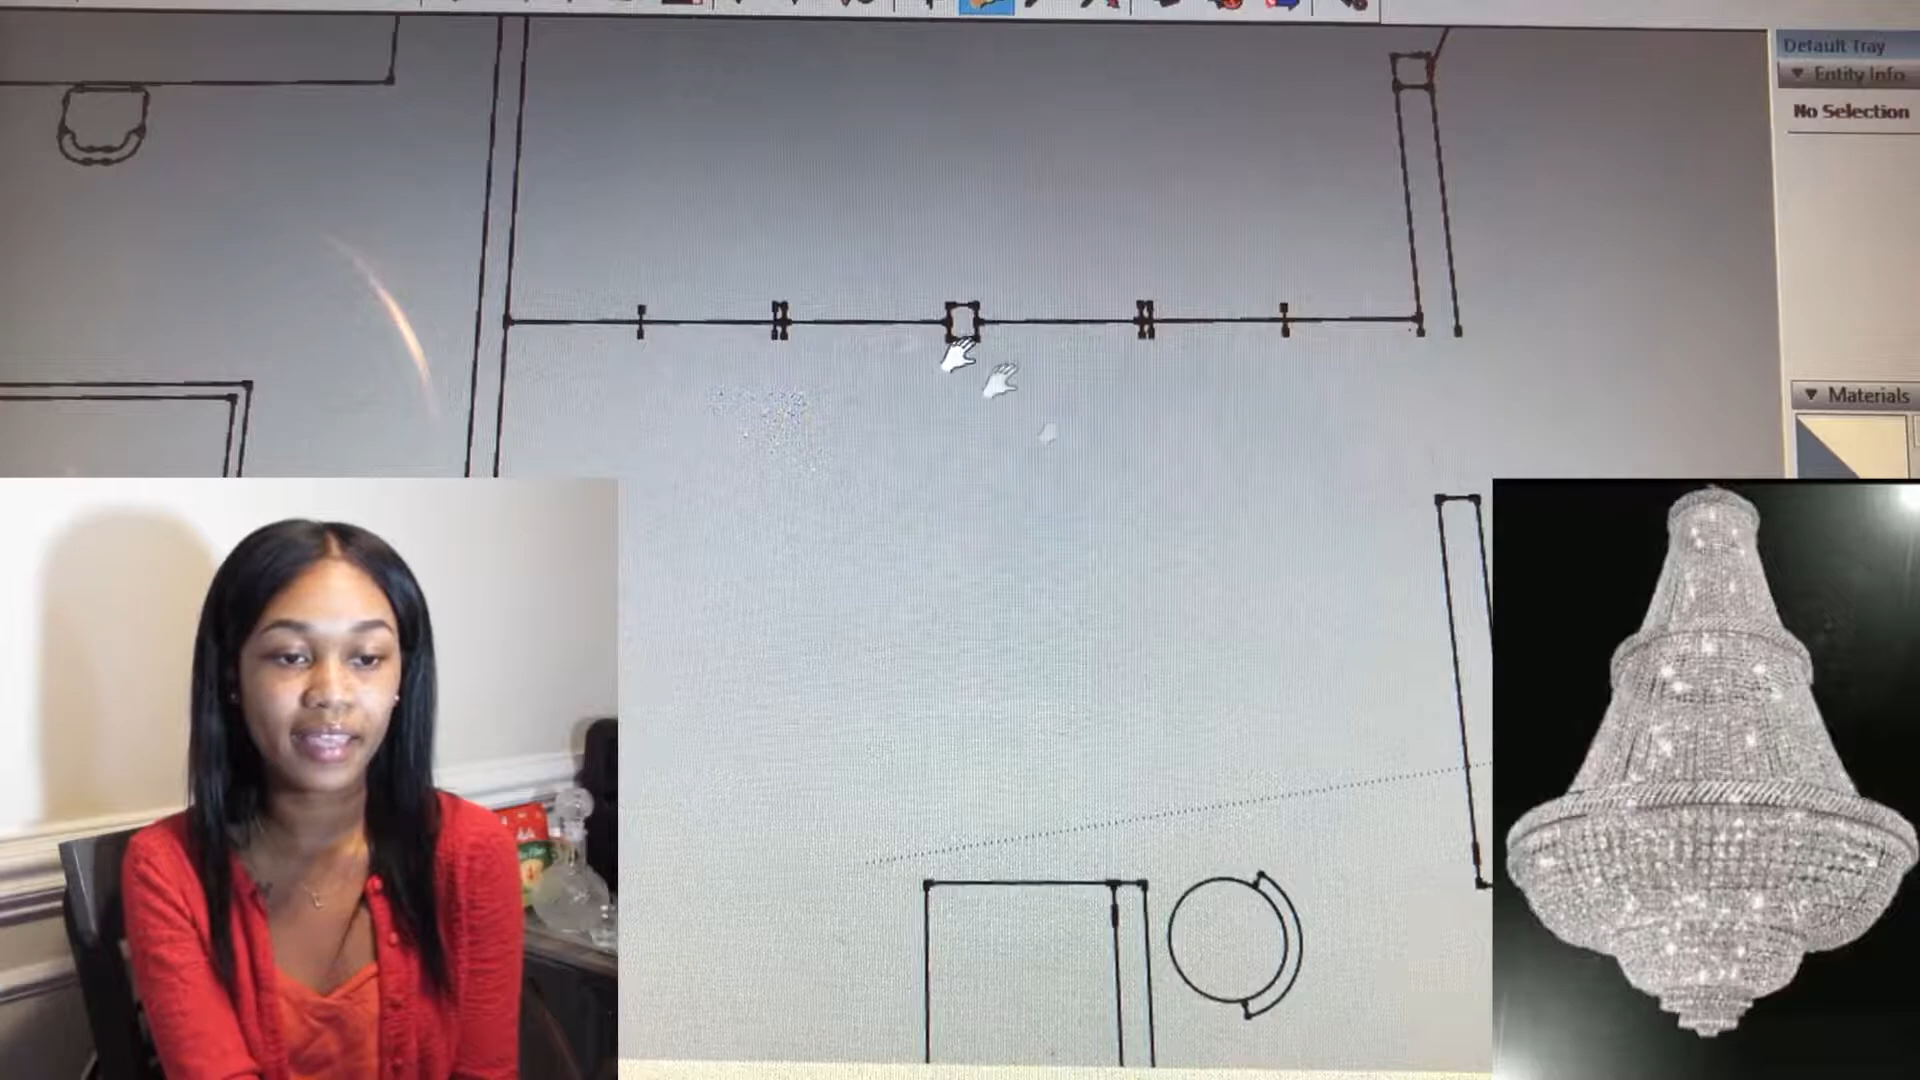 Default Tray
Entity Info
No Selection
Materials